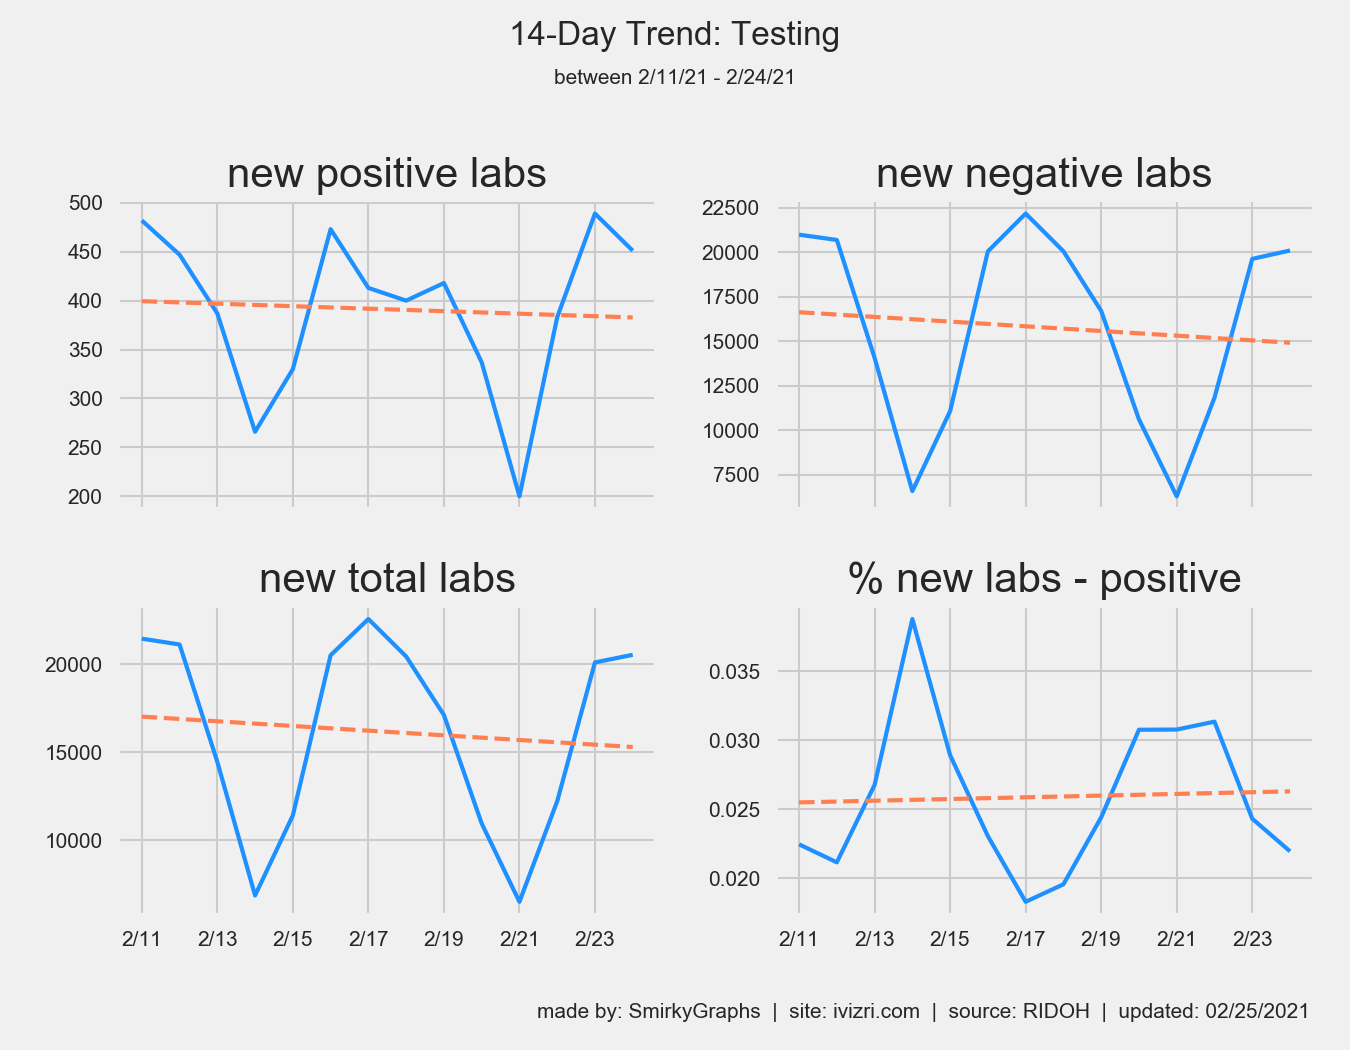 14-Day Trend: Testing
between 2/11/21 - 2/24/21
new positive labs
500
450
400
350
300
250
200
new negative labs
22500
20000
17500
15000
12500
10000
7500
new total labs
20000
15000
10000
2/11 2/13 2/15 2/17 2/19 2/21 2/23
% new labs - positive
0.035
0.030
0.025
0.020
2/11 2/13 2/15 2/17 2/19 2/21 2/23
made by: SmirkyGraphs | site: ivizri.com | source: RIDOH | updated: 02/25/2021